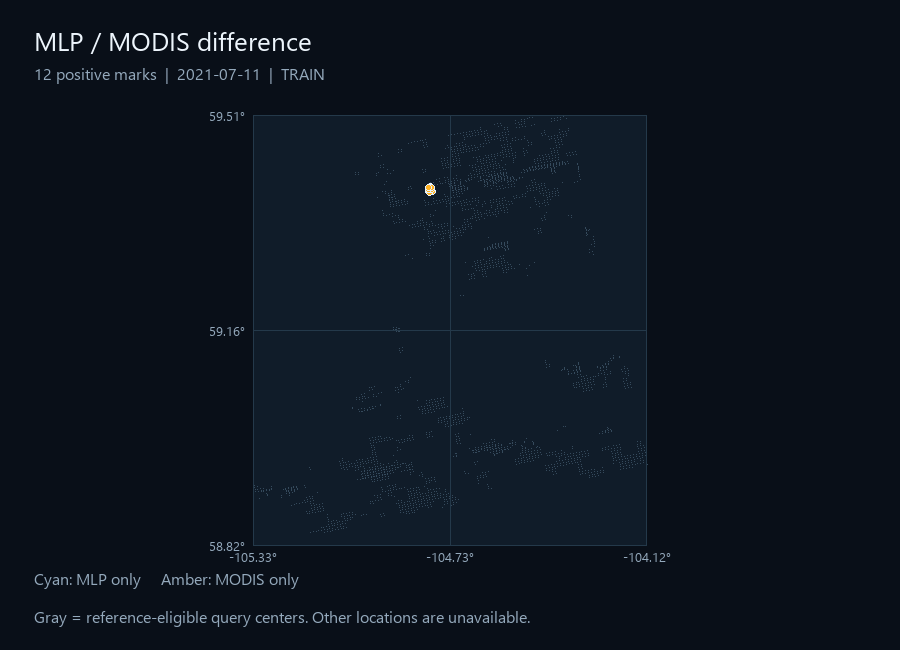 MLP / MODIS difference
12 positive marks | 2021-07-11 | TRAIN
59.51°
59.16°
58.82°
-105.33° -104.73° -104.12°
Cyan: MLP only Amber: MODIS only
Gray = reference-eligible query centers. Other locations are unavailable.